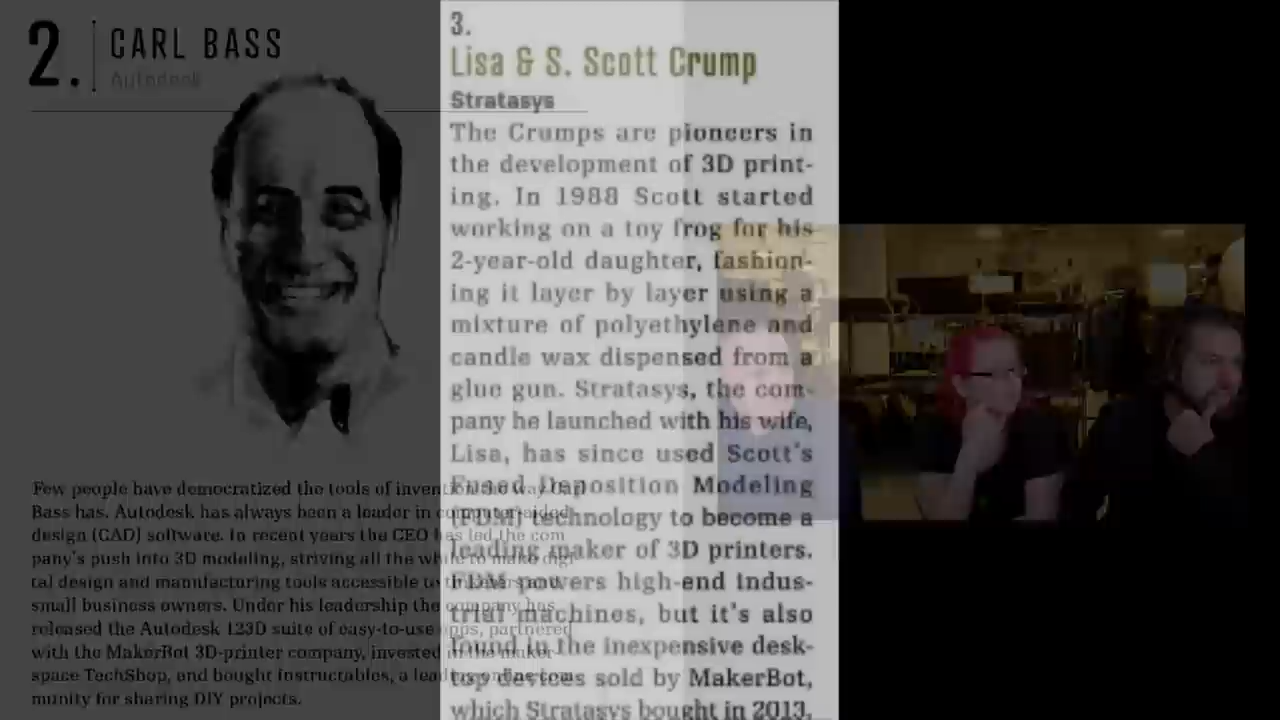 2.
CARL BASS
Autodesk
Few people have democratized the tools of invention the way Carl
Bass has. Autodesk has always been a leader in computer-aided
design (CAD) software. In recent years the CEO has led the com
pany's push into 3D modeling, striving all the while to make digi
tal design and manufacturing tools accessible to
small business owners. Under his leadership the company has
released the Autodesk 123D suite of easy-to-use apps, partnered
with the MakerBot 3D-printer company, invested in the maker
space TechShop, and bought Instructables, a leading online com
munity for sharing DIY projects.
3.
Lisa & S. Scott Crump
Stratasys
The Crumps are pioneers in
the development of 3D print-
ing. In 1988 Scott started
working on a toy frog for his
2-year-old daughter, fashion-
ing it layer by layer using a
mixture of polyethylene and
candle wax dispensed from a
glue gun. Stratasys, the com-
pany he launched with his wife,
Lisa, has since used Scott's
Fused Deposition Modeling
(FDM) technology to become a
leading maker of 3D printers.
FDM powers high-end indus-
trial machines, but it's also
found in the inexpensive desk-
top devices sold by MakerBot,
which Stratasys bought in 2013.